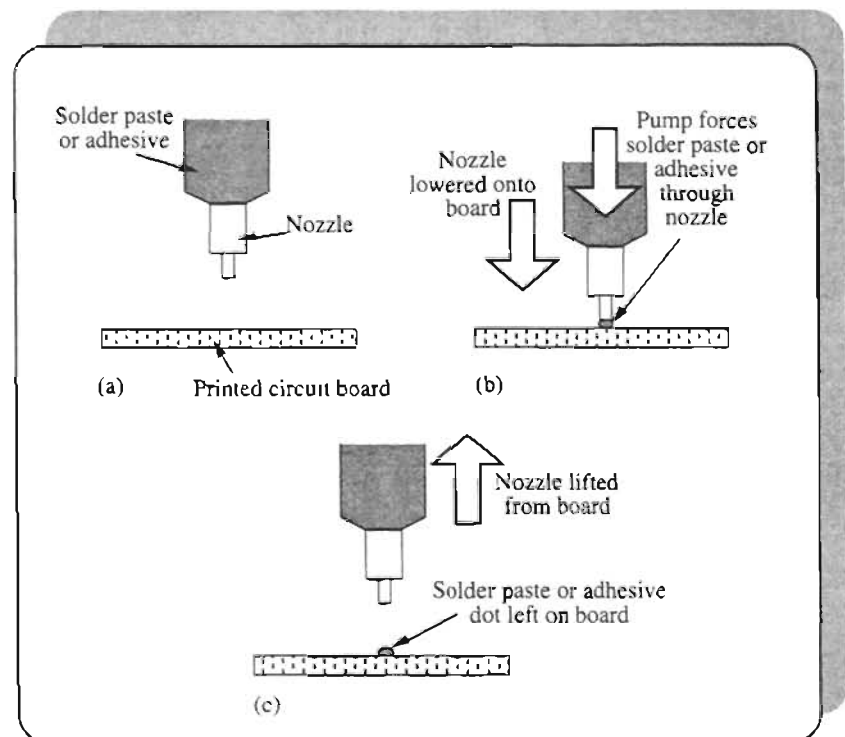 Solder paste
or adhesive
Nozzle
(a)
Printed circuit board
Nozzle
lowered onto
board
Pump forces
solder paste or
adhesive
through
nozzle
(b)
Nozzle lifted
from board
Solder paste or adhesive
dot left on board
(c)